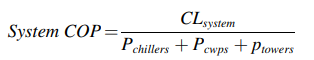 System COP = CL_system / (P_chillers + P_cwps + p_towers)